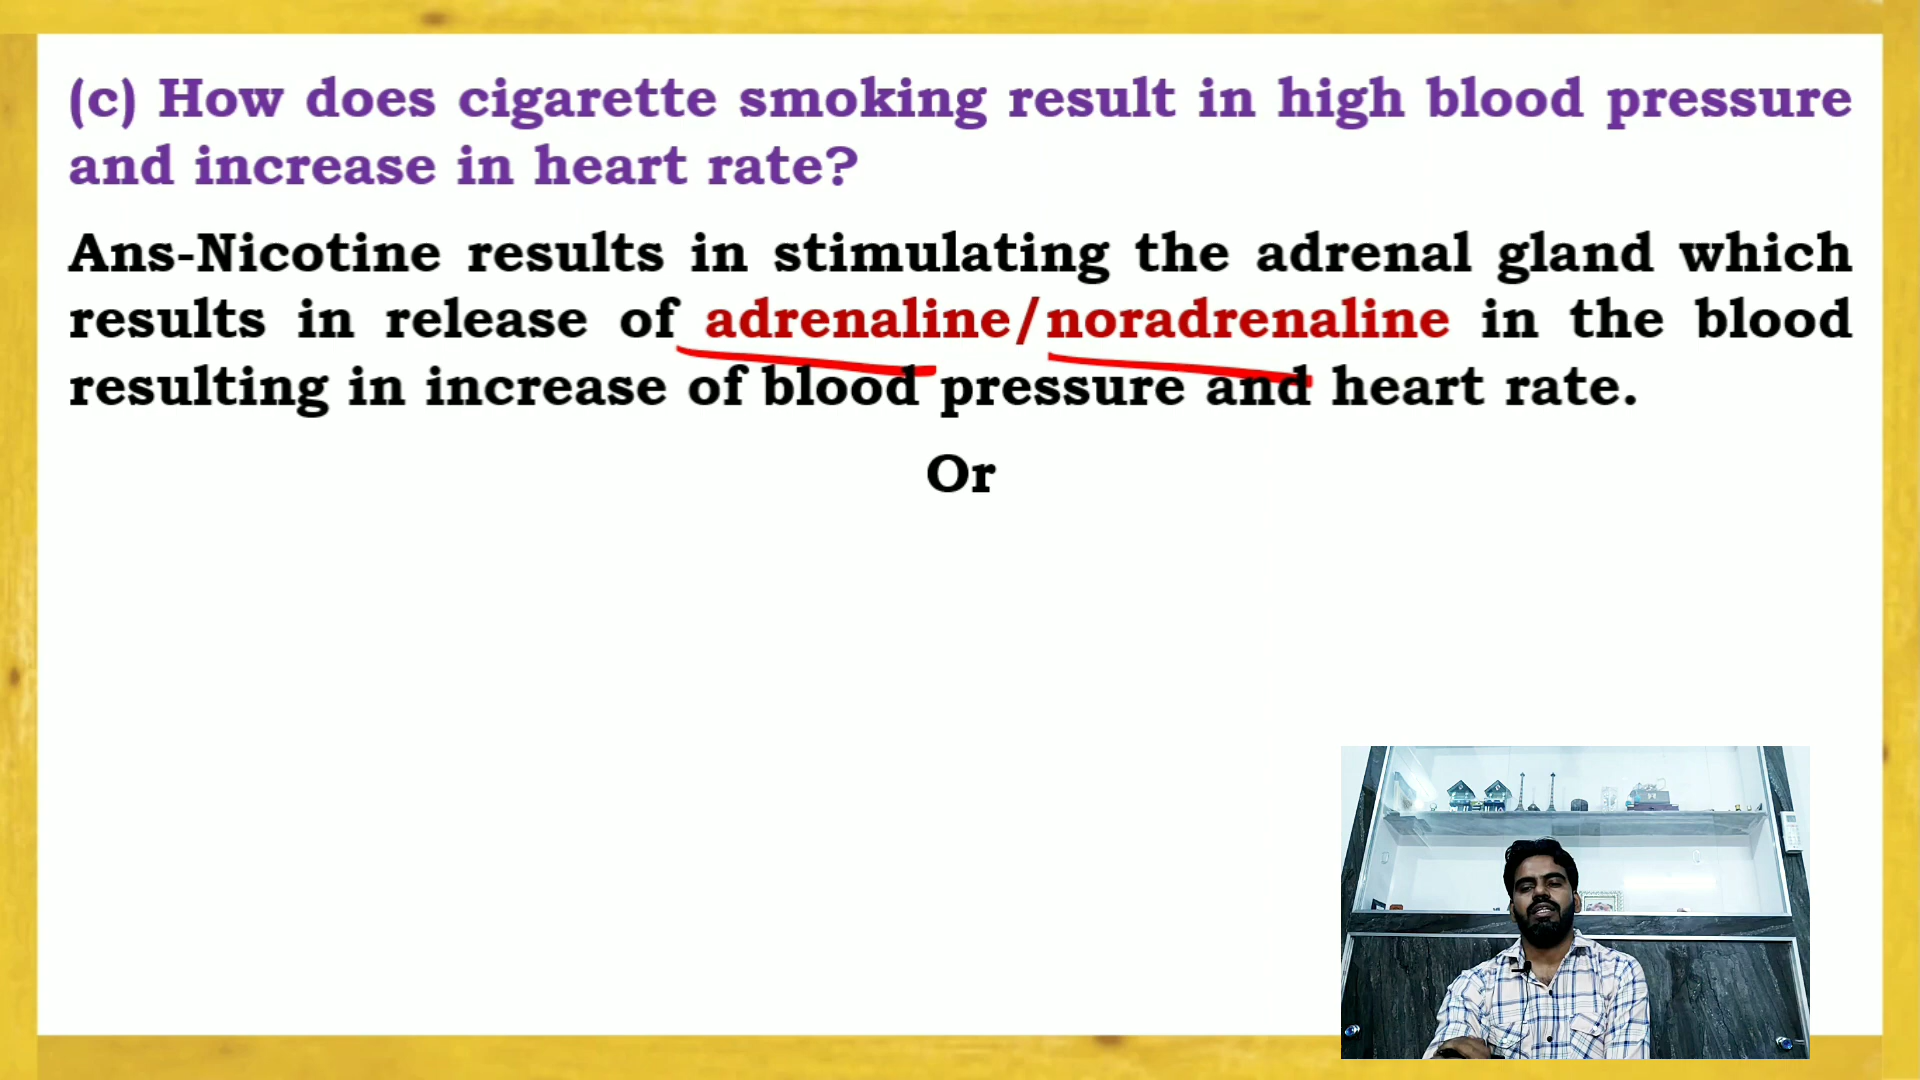 (c) How does cigarette smoking result in high blood pressure
and increase in heart rate?
Ans-Nicotine results in stimulating the adrenal gland which
results in release of adrenaline/noradrenaline in the blood
resulting in increase of blood pressure and heart rate.
Or